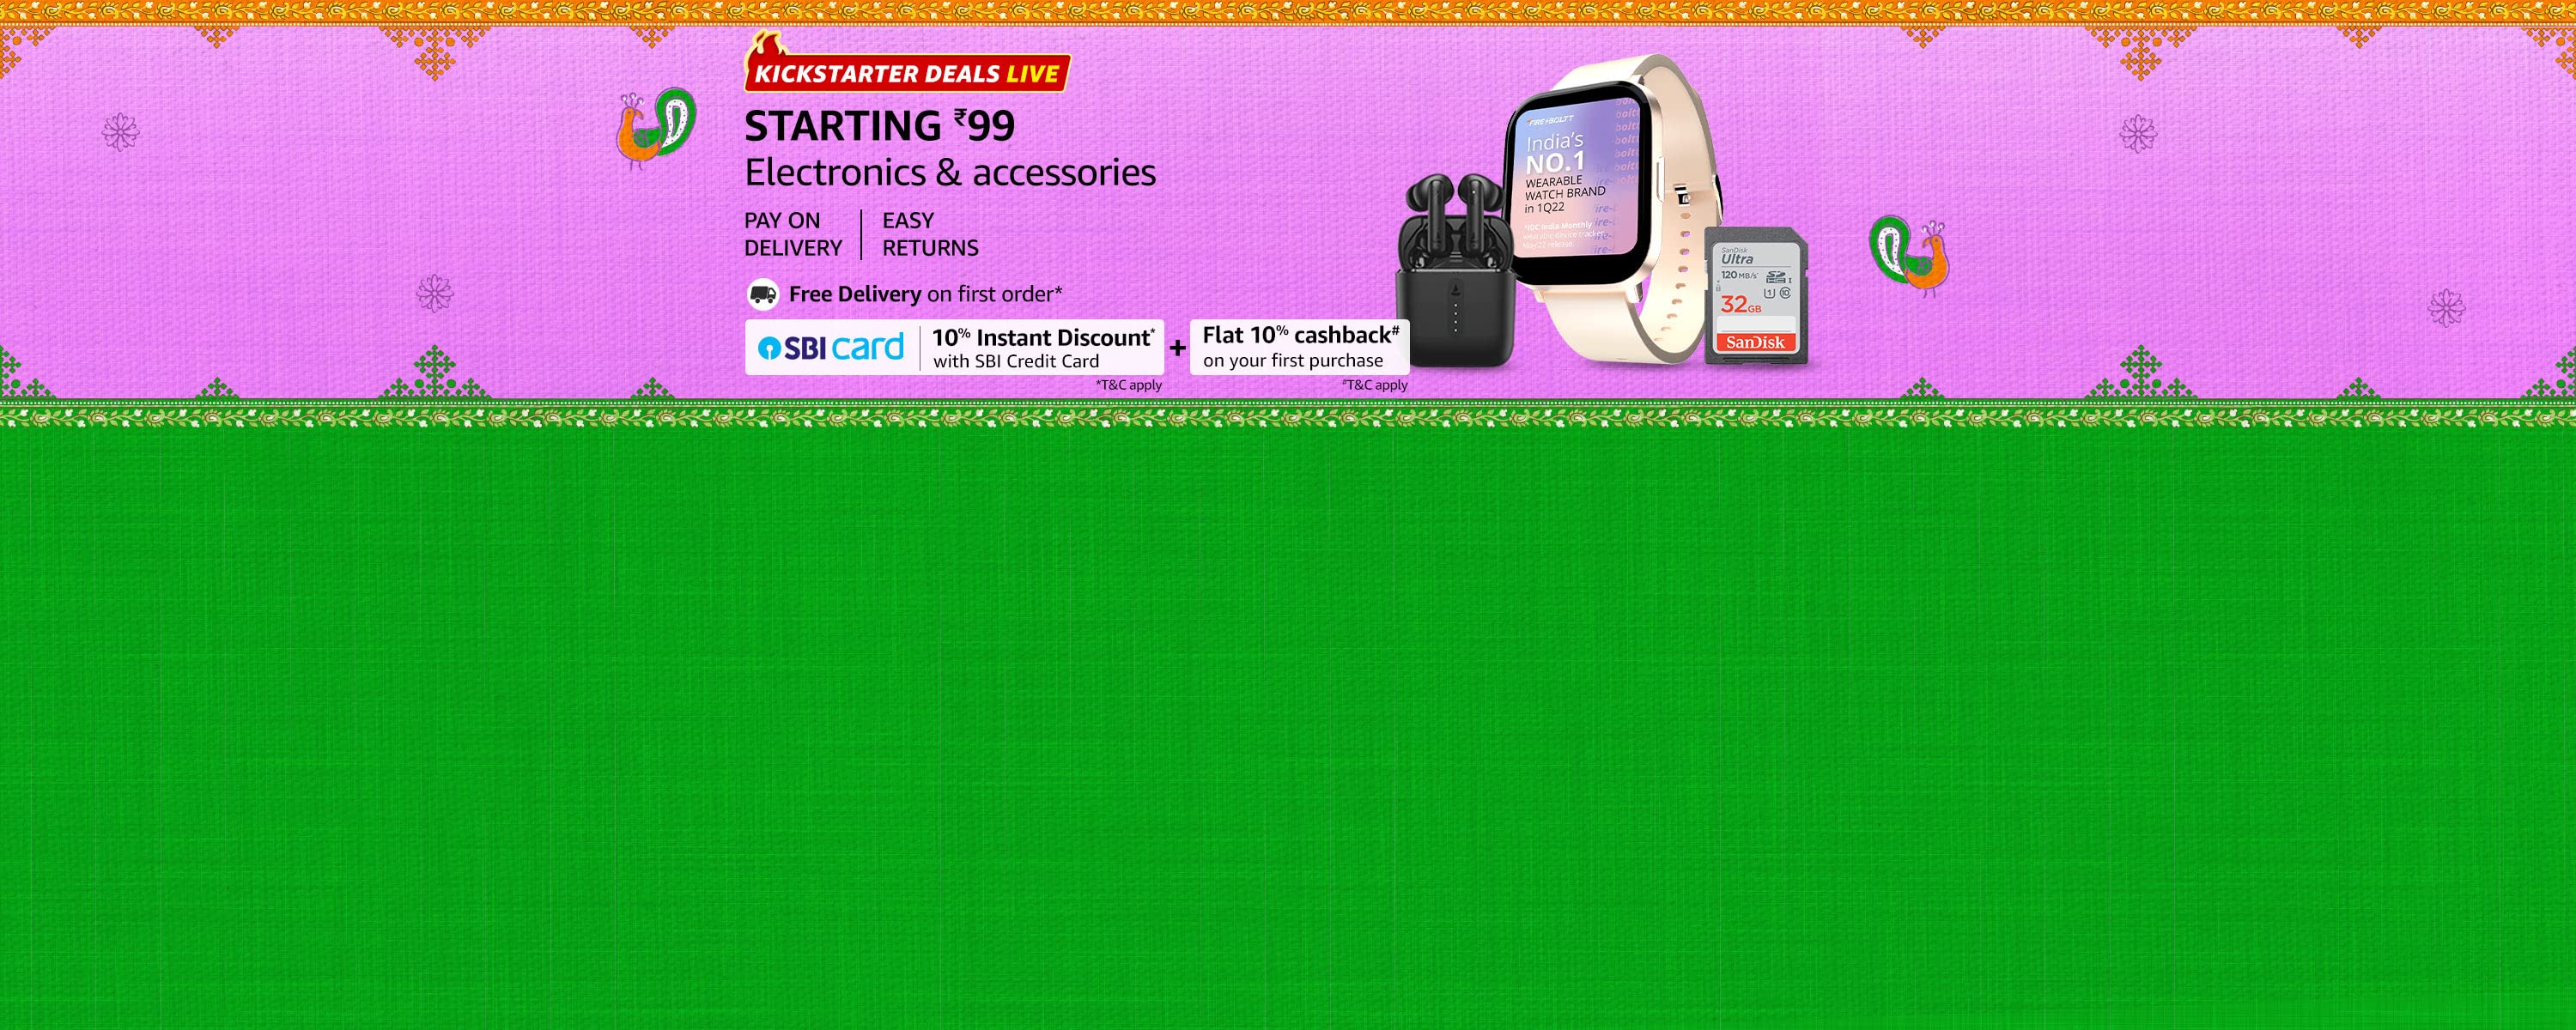 KICKSTARTER DEALS LIVE
STARTING ₹99
Electronics & accessories
PAY ON
DELIVERY
EASY
RETURNS
Free Delivery on first order*
SBI card
10% Instant Discount*
with SBI Credit Card
*T&C apply
+
Flat 10% cashback#
on your first purchase
#T&C apply
FIRE-BOLTT
India's
NO.1
WEARABLE
WATCH BRAND
in 1Q22
*IDC India Monthly
wearable device tracker,
May'22 release
SanDisk
Ultra
120 MB/s*
32GB
SanDisk